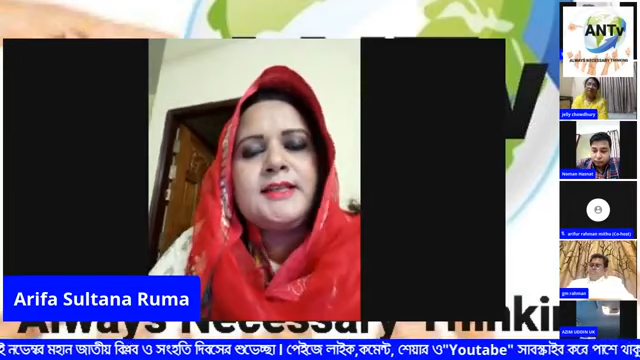 ANTv
ALWAYS NECESSARY THINKING
jelly chowdhury
Noman Hasnat
arifur rahman mithu (Co-host)
gm.rahman
AZIM UDDIN UK
Arifa Sultana Ruma
Always Necessary Thinkin
ই নভেম্বর মহান জাতীয় বিপ্লব ও সংহতি দিবসের শুভেচ্ছা । পেইজে লাইক,কমেন্ট, শেয়ার ও"Youtube" সাবস্ক্রাইব করে পাশে